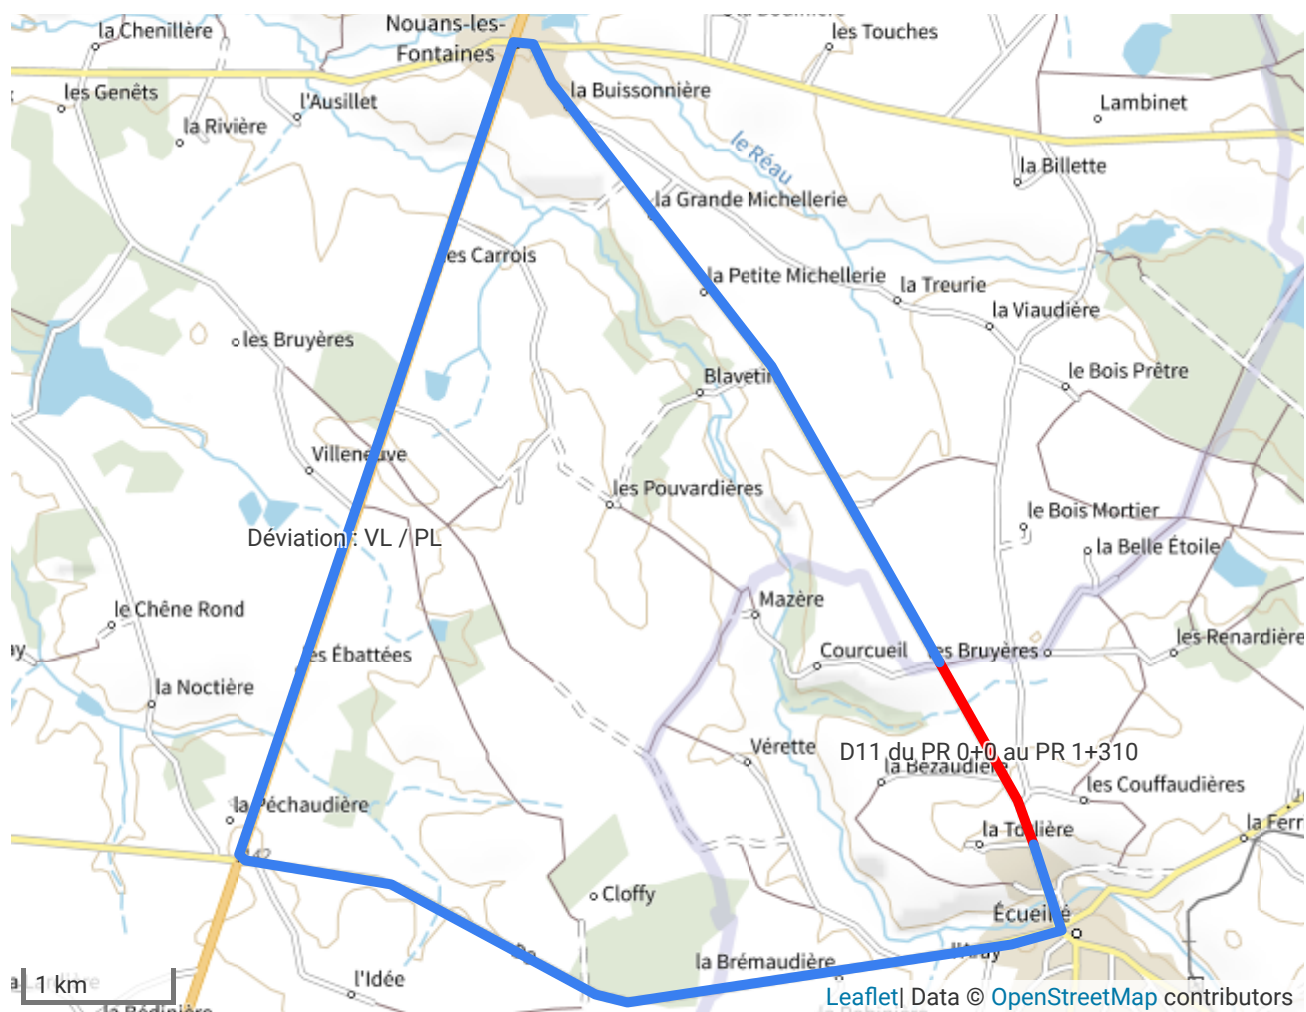 Nouans-les-
Fontaines
la Chenillère
les Touches
les Genêts
l'Ausillet
la Buissonnière
Lambinet
la Rivière
le Réau
la Billette
la Grande Michellerie
les Carrois
la Petite Michellerie
la Treurie
la Viaudière
les Bruyères
Blavetin
le Bois Prêtre
Villeneuve
les Pouvardières
le Bois Mortier
Déviation : VL / PL
la Belle Étoile
Mazère
le Chêne Rond
les Renardière
Courcueil
les Bruyères
les Ébattées
la Noctière
Vérette
D11 du PR 0+0 au PR 1+310
la Bezaudière
les Couffaudières
la Péchaudière
la Ferr
la Tollière
Cloffy
Écueillé
la Brémaudière
l'Idée
1 km
Leaflet| Data © OpenStreetMap contributors